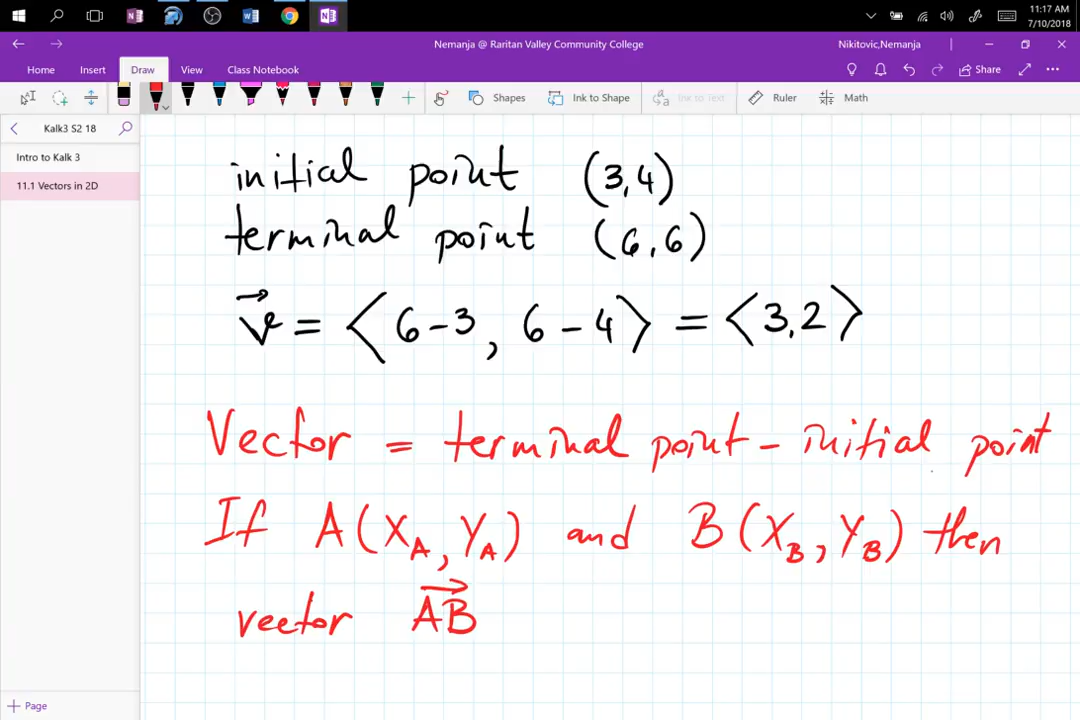 11:17 AM
7/10/2018
Nemanja @ Raritan Valley Community College
Nikitovic,Nemanja
Home Insert Draw View Class Notebook Share
Shapes Ink to Shape Ink to Text Ruler Math
Kalk3 S2 18
Intro to Kalk 3
11.1 Vectors in 2D
initial point (3,4)
terminal point (6,6)
v⃗ = ⟨6-3, 6-4⟩ = ⟨3,2⟩
Vector = terminal point - initial point
If A(X_A, Y_A) and B(X_B, Y_B) then
vector A⃗B⃗
Page